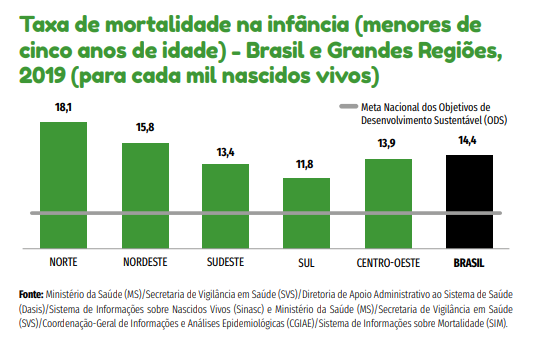 Taxa de mortalidade na infância (menores de
cinco anos de idade) - Brasil e Grandes Regiões,
2019 (para cada mil nascidos vivos)
18,1
15,8
13,4
11,8
13,9
14,4
Meta Nacional dos Objetivos de
Desenvolvimento Sustentável (ODS)
NORTE
NORDESTE
SUDESTE
SUL
CENTRO-OESTE
BRASIL
Fonte: Ministério da Saúde (MS)/Secretaria de Vigilância em Saúde (SVS)/Diretoria de Apoio Administrativo ao Sistema de Saúde
(Dasis)/Sistema de Informações sobre Nascidos Vivos (Sinasc) e Ministério da Saúde (MS)/Secretaria de Vigilância em Saúde
(SVS)/Coordenação-Geral de Informações e Análises Epidemiológicas (CGIAE)/Sistema de Informações sobre Mortalidade (SIM).